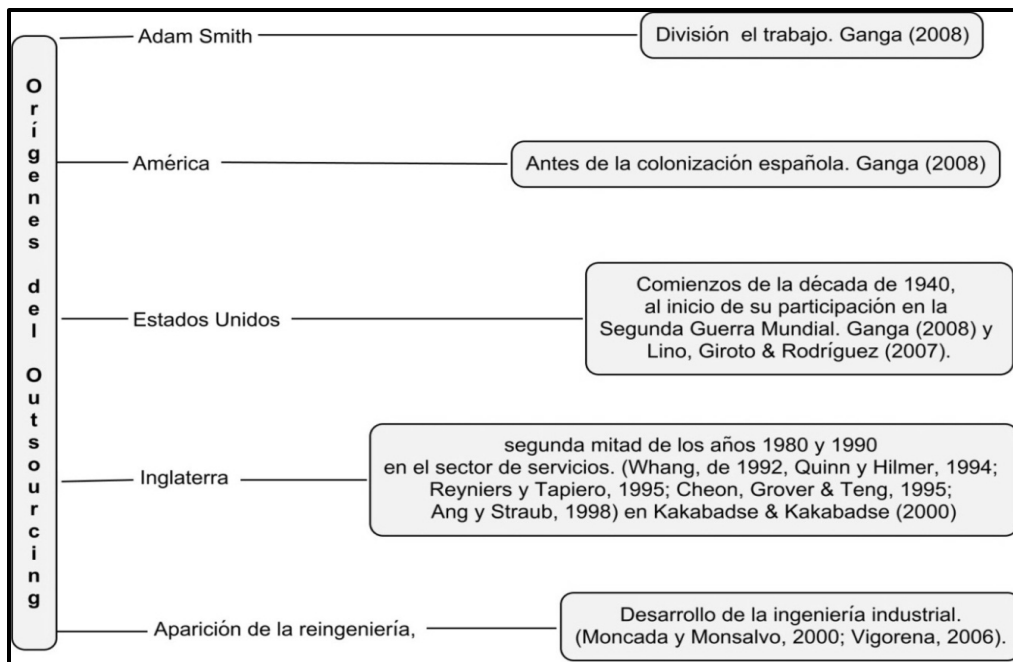 Orígenes del Outsourcing
Adam Smith
División el trabajo. Ganga (2008)
América
Antes de la colonización española. Ganga (2008)
Estados Unidos
Comienzos de la década de 1940,
al inicio de su participación en la
Segunda Guerra Mundial. Ganga (2008) y
Lino, Giroto & Rodríguez (2007).
Inglaterra
segunda mitad de los años 1980 y 1990
en el sector de servicios. (Whang, de 1992, Quinn y Hilmer, 1994;
Reyniers y Tapiero, 1995; Cheon, Grover & Teng, 1995;
Ang y Straub, 1998) en Kakabadse & Kakabadse (2000)
Aparición de la reingeniería,
Desarrollo de la ingeniería industrial.
(Moncada y Monsalvo, 2000; Vigorena, 2006).